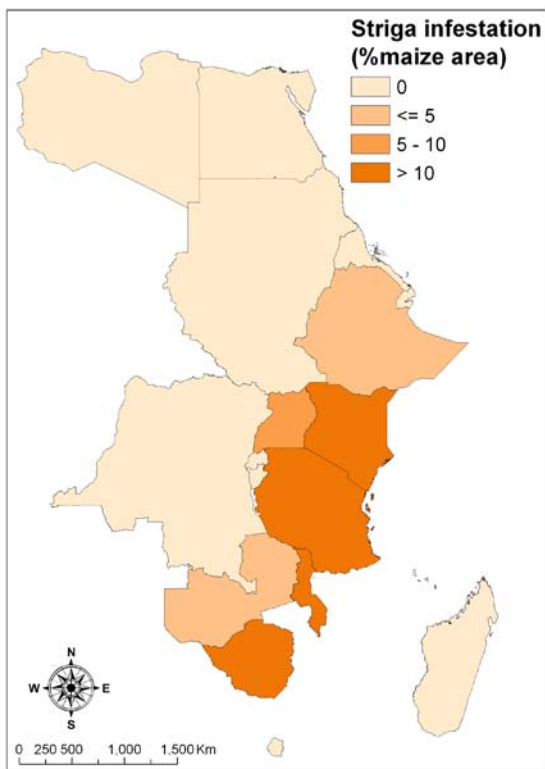 Striga infestation
(%maize area)
0
<= 5
5 - 10
> 10
N
W E
S
0 250 500 1,000 1,500 Km